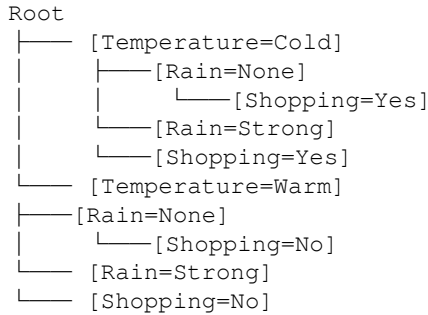 Root
├─── [Temperature=Cold]
│    ├───[Rain=None]
│    │    └───[Shopping=Yes]
│    └───[Rain=Strong]
│    └───[Shopping=Yes]
└─── [Temperature=Warm]
├───[Rain=None]
│    └───[Shopping=No]
└─── [Rain=Strong]
└─── [Shopping=No]